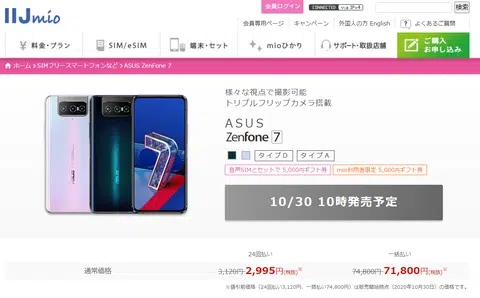 IIJmio
会員ログイン
CONNECTED via IPv4
検索
会員専用ページ
キャンペーン
外国人の方 English
よくあるご質問
料金・プラン
SIM/eSIM
端末・セット
mioひかり
サポート・取扱店舗
ご購入
お申し込み
ホーム
SIMフリースマートフォンなど
ASUS ZenFone 7
様々な視点で撮影可能
トリプルフリップカメラ搭載
ASUS
Zenfone 7
タイプD
タイプA
音声SIMとセットで 5,000円ギフト券
mio利用者限定 5,000円ギフト券
10/30 10時発売予定
24回払い
一括払い
通常価格
3,120円 2,995円(税抜)※
74,800円 71,800円(税抜)※
※値引前価格（24回払い3,120円、一括払い74,800円）は販売開始時点（2020年10月30日）の価格です。